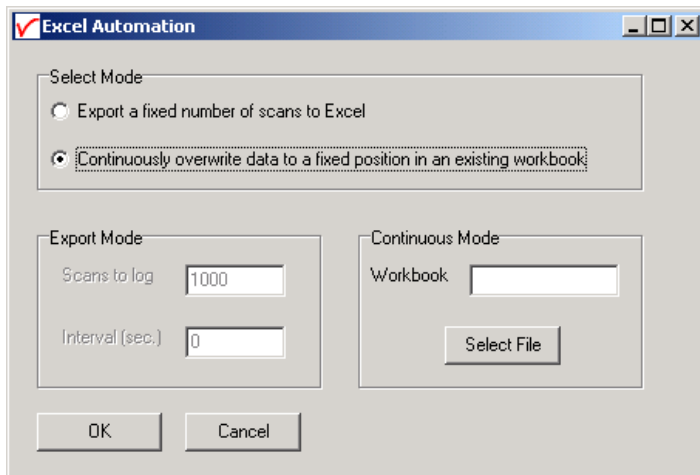 Excel Automation
Select Mode
Export a fixed number of scans to Excel
Continuously overwrite data to a fixed position in an existing workbook
Export Mode
Scans to log
1000
Interval (sec.)
0
Continuous Mode
Workbook
Select File
OK
Cancel